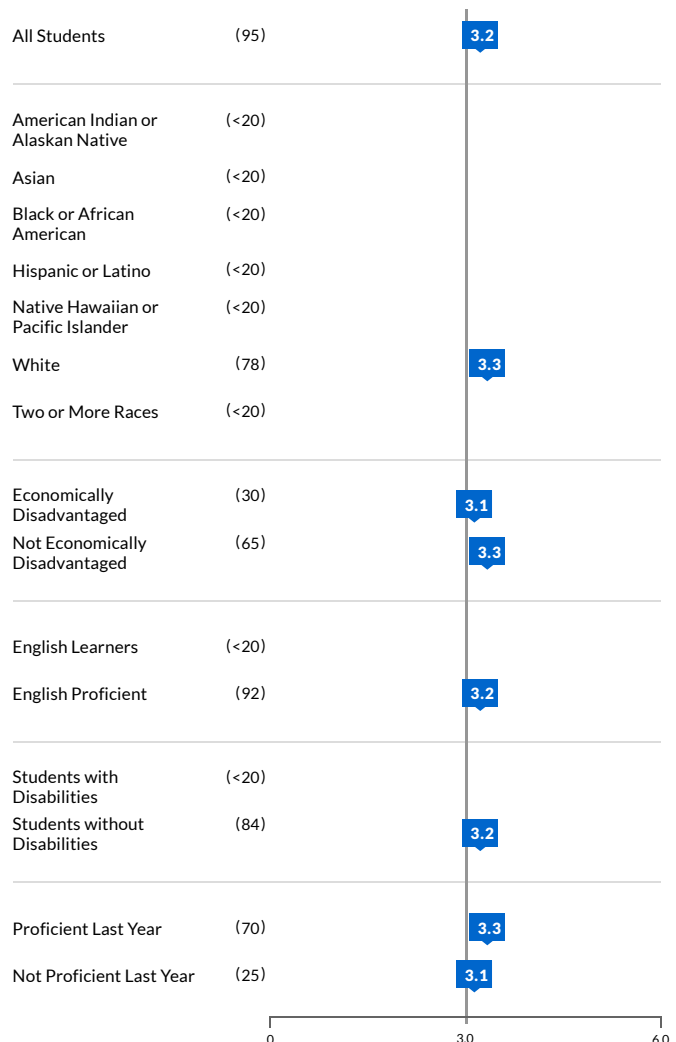 All Students (95) 3.2
American Indian or (<20)
Alaskan Native
Asian (<20)
Black or African (<20)
American
Hispanic or Latino (<20)
Native Hawaiian or (<20)
Pacific Islander
White (78) 3.3
Two or More Races (<20)
Economically (30) 3.1
Disadvantaged
Not Economically (65) 3.3
Disadvantaged
English Learners (<20)
English Proficient (92) 3.2
Students with (<20)
Disabilities
Students without (84) 3.2
Disabilities
Proficient Last Year (70) 3.3
Not Proficient Last Year (25) 3.1
0 3.0 6.0